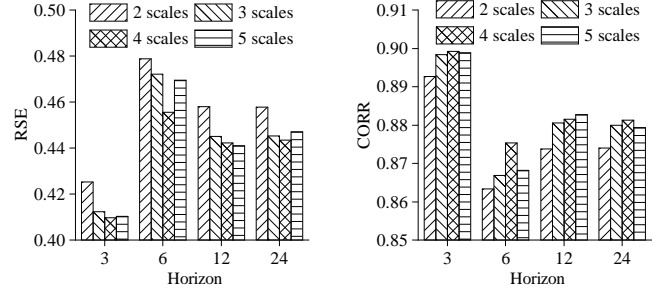 2 scales 3 scales
4 scales 5 scales
RSE
0.50
0.48
0.46
0.44
0.42
0.40
3 6 12 24
Horizon
2 scales 3 scales
4 scales 5 scales
CORR
0.91
0.90
0.89
0.88
0.87
0.86
0.85
3 6 12 24
Horizon